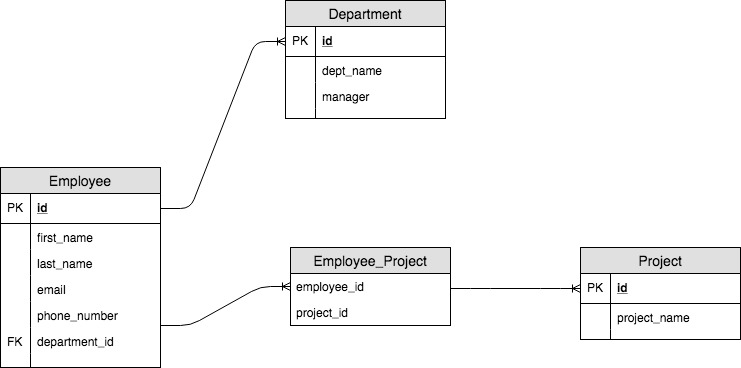 Department
PK id
dept_name
manager
Employee
PK id
first_name
last_name
email
phone_number
FK department_id
Employee_Project
employee_id
project_id
Project
PK id
project_name